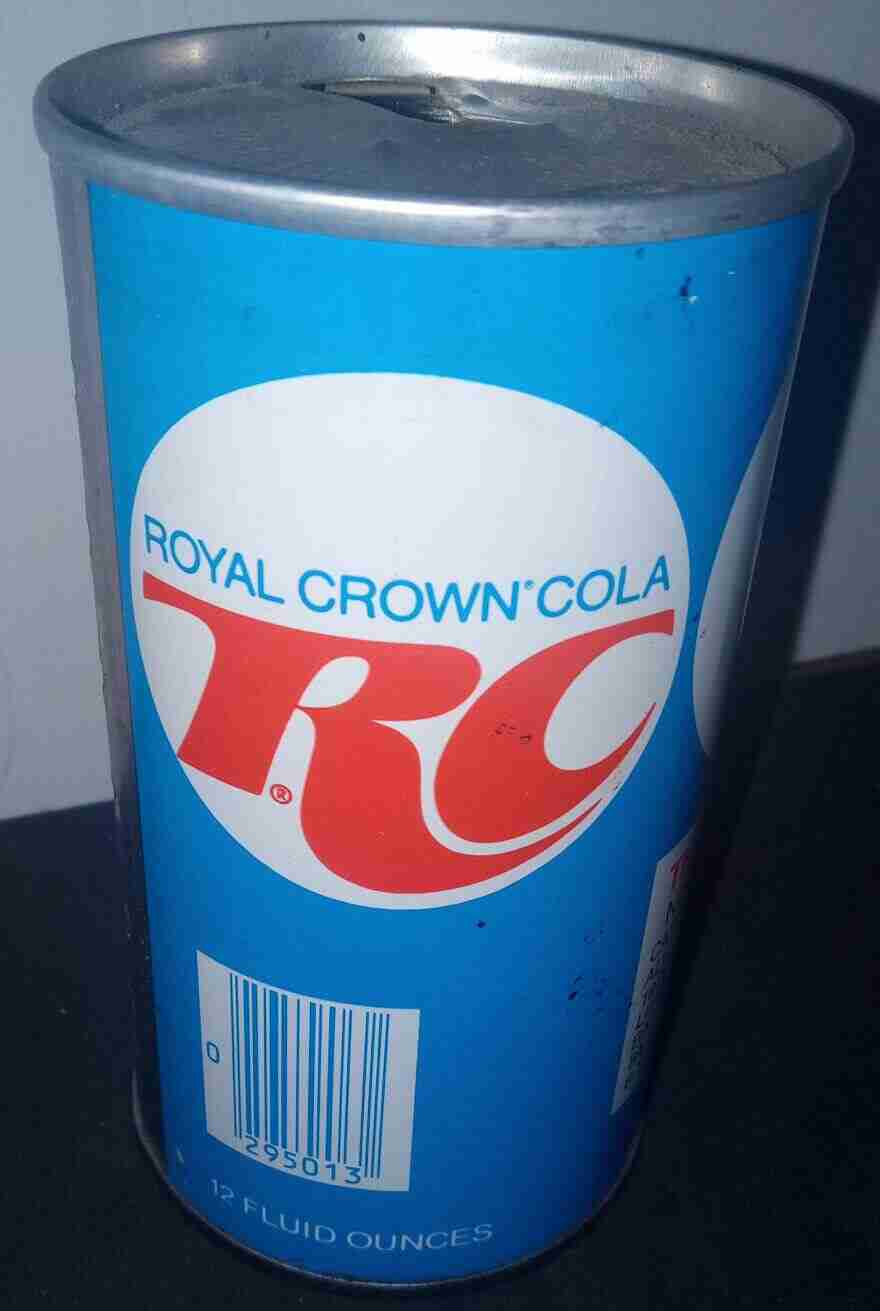 ROYAL CROWN® COLA
RC
®
0
295013
12 FLUID OUNCES